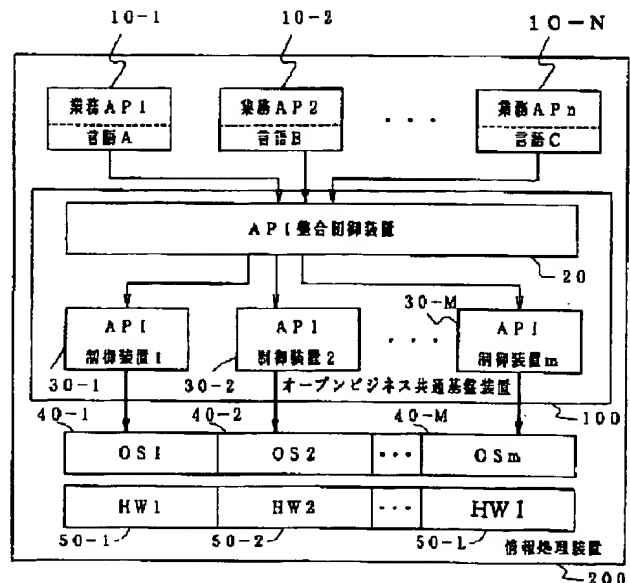 10-1 10-2 10-N
業務AP1 業務AP2 ・・・ 業務APn
言語A 言語B 言語C
API整合制御装置
20
30-M
API API ・・・ API
制御装置1 制御装置2 制御装置m
30-1 30-2 オープンビジネス共通基盤装置
40-1 40-2 40-M 100
OS1 OS2 ・・・ OSm
HW1 HW2 ・・・ HWl
50-1 50-2 50-L 情報処理装置
200